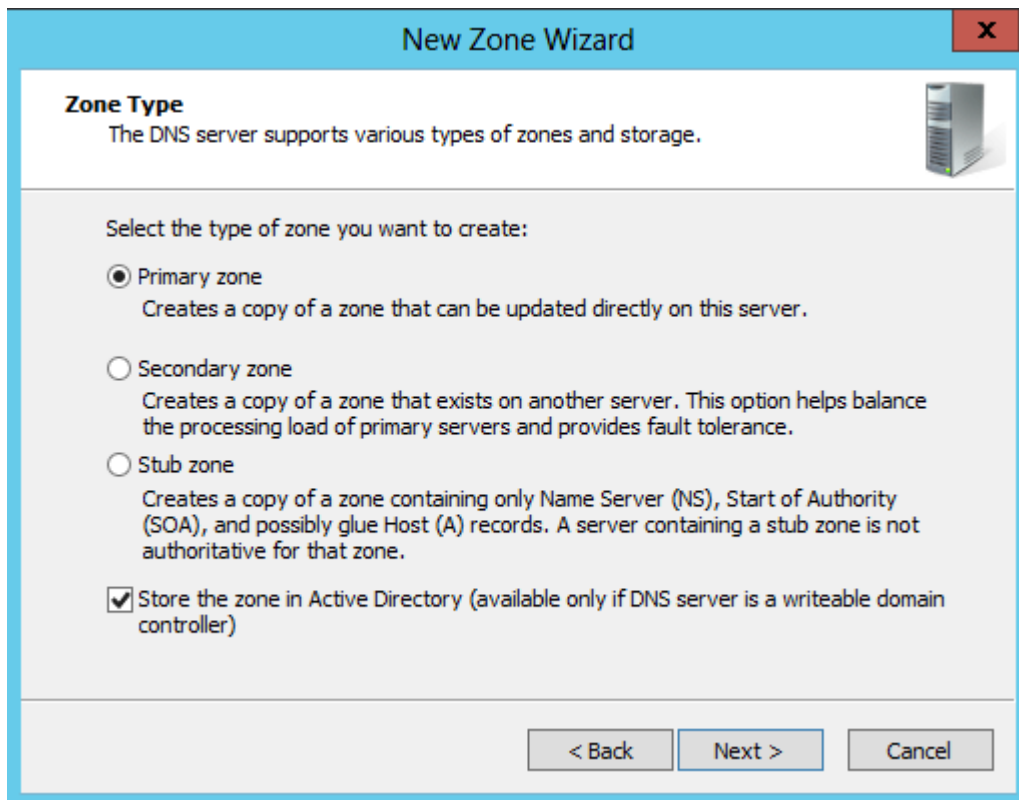 New Zone Wizard
x
Zone Type
The DNS server supports various types of zones and storage.
Select the type of zone you want to create:
Primary zone
Creates a copy of a zone that can be updated directly on this server.
Secondary zone
Creates a copy of a zone that exists on another server. This option helps balance
the processing load of primary servers and provides fault tolerance.
Stub zone
Creates a copy of a zone containing only Name Server (NS), Start of Authority
(SOA), and possibly glue Host (A) records. A server containing a stub zone is not
authoritative for that zone.
Store the zone in Active Directory (available only if DNS server is a writeable domain
controller)
< Back Next > Cancel